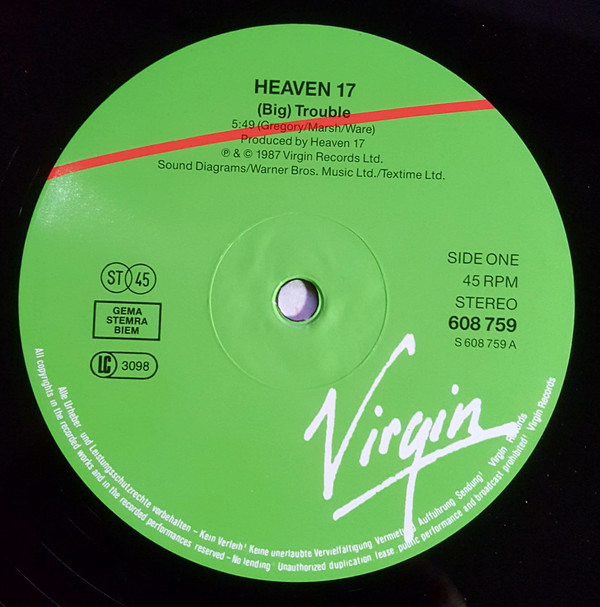 HEAVEN 17
(Big) Trouble
5:49 (Gregory/Marsh/Ware)
Produced by Heaven 17
℗ & © 1987 Virgin Records Ltd.
Sound Diagrams/Warner Bros. Music Ltd./Textime Ltd.
ST 45
GEMA
STEMRA
BIEM
LC 3098
SIDE ONE
45 RPM
STEREO
608 759
S 608 759 A
Virgin
Alle Urheber und Leistungsschutzrechte vorbehalten – Kein Verleih! Keine unerlaubte Vervielfältigung Aufführung Sendung! Virgin Records
All copyrights in the recorded works and in the recorded performances reserved – No lending! Unauthorized duplication lease public performance and broadcast prohibited! Virgin Records